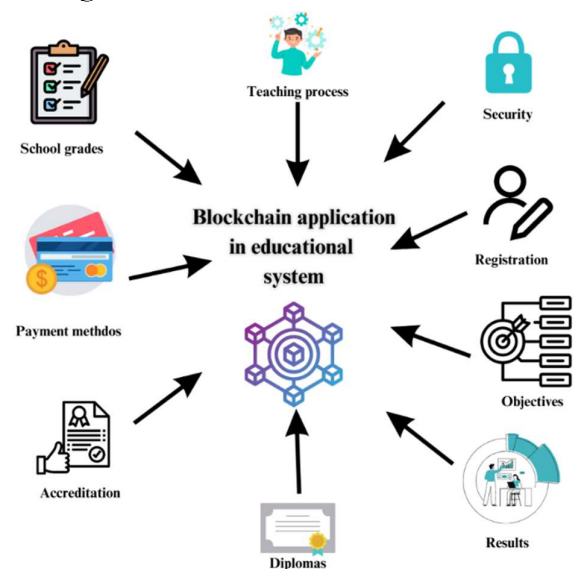 Teaching process
Security
School grades
Blockchain application
in educational
system
Registration
Payment methdos
$
Objectives
Accreditation
Results
Diplomas